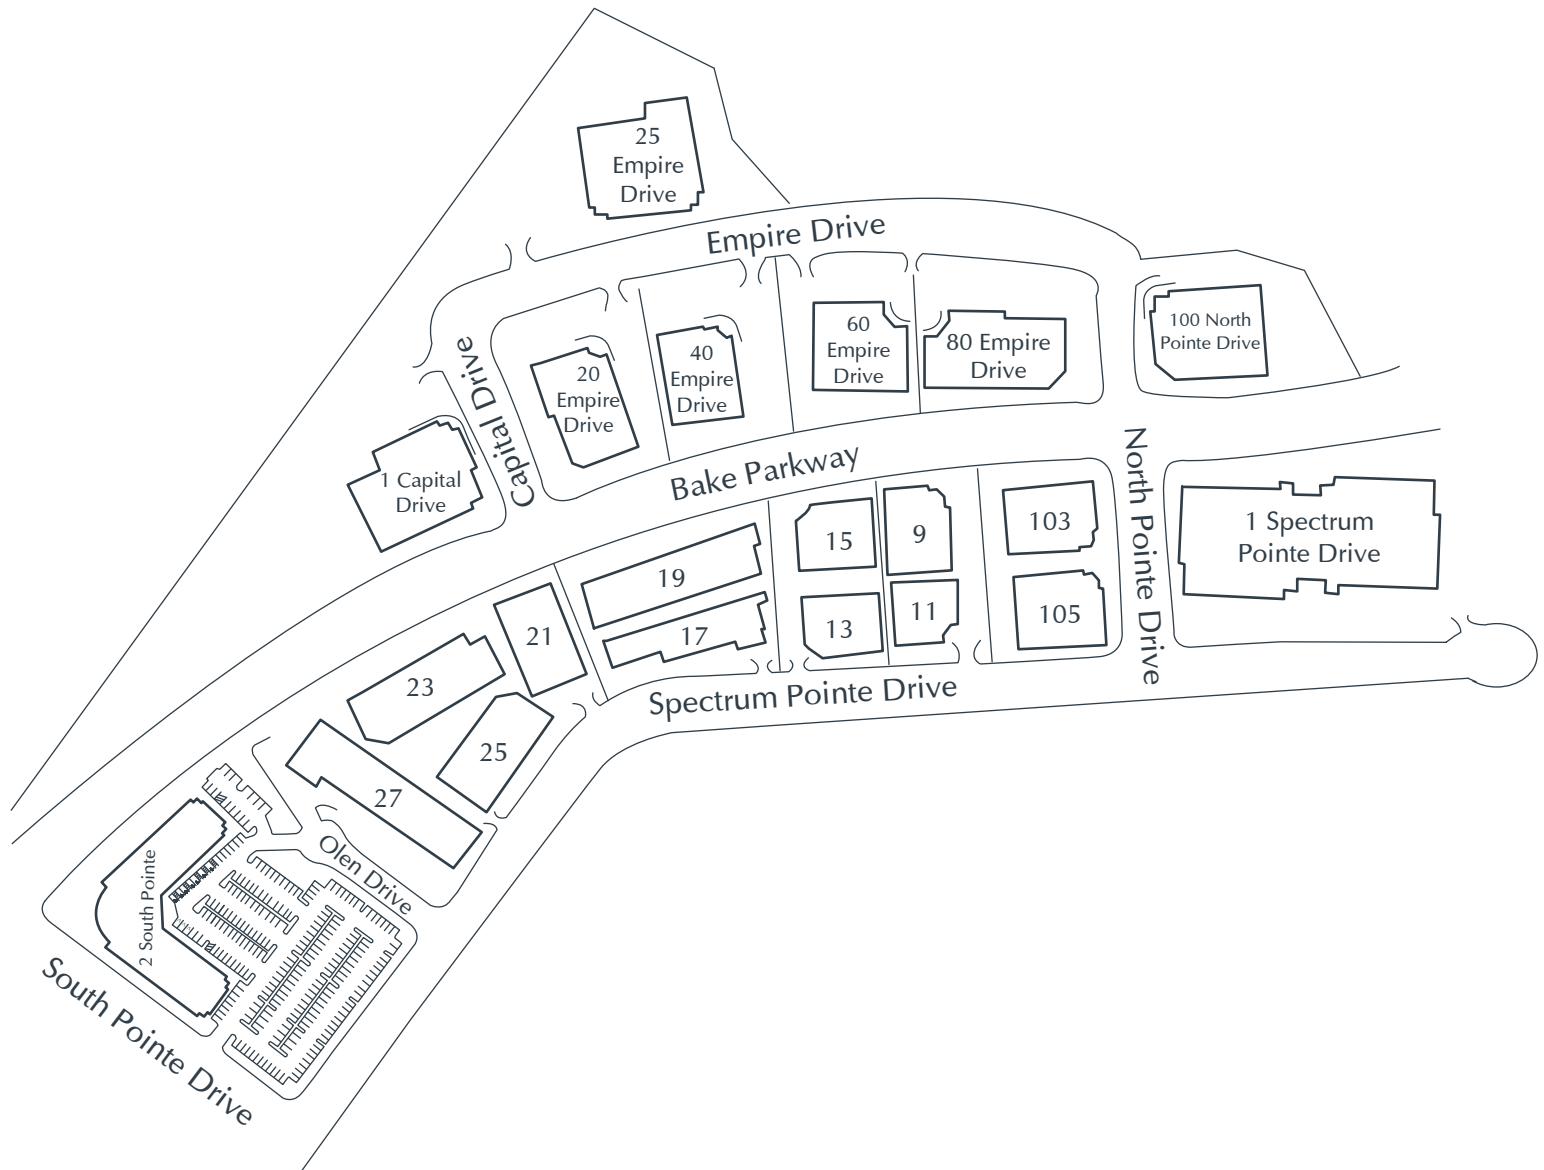 25
Empire
Drive
Empire Drive
60
Empire
Drive
80 Empire
Drive
100 North
Pointe Drive
40
Empire
Drive
20
Empire
Drive
Capital Drive
1 Capital
Drive
Bake Parkway
North Pointe Drive
1 Spectrum
Pointe Drive
103
9
15
19
105
11
13
17
21
23
25
27
Spectrum Pointe Drive
Olen Drive
2 South Pointe
South Pointe Drive